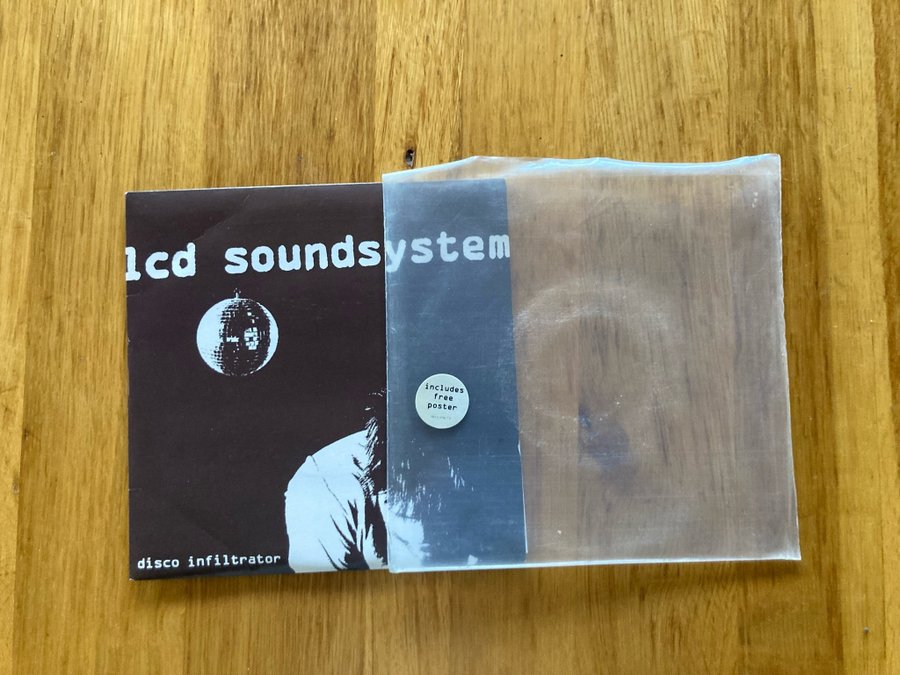 lcd soundsystem
includes
free
poster
disco infiltrator